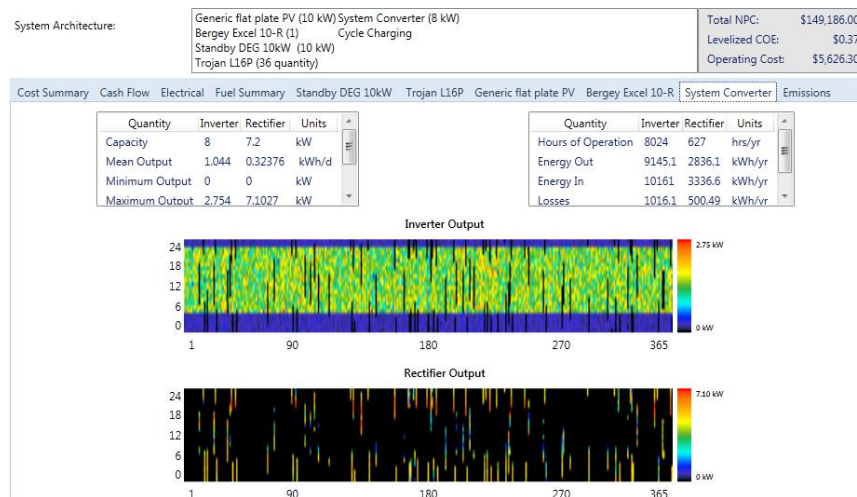 System Architecture:
Generic flat plate PV (10 kW) System Converter (8 kW)
Bergey Excel 10-R (1) Cycle Charging
Standby DEG 10kW (10 kW)
Trojan L16P (36 quantity)
Total NPC: $149,186.00
Levelized COE: $0.37
Operating Cost: $5,626.30
Cost Summary Cash Flow Electrical Fuel Summary Standby DEG 10kW Trojan L16P Generic flat plate PV Bergey Excel 10-R System Converter Emissions
Quantity Inverter Rectifier Units
Capacity 8 7.2 kW
Mean Output 1.044 0.32376 kWh/d
Minimum Output 0 0 kW
Maximum Output 2.754 7.1027 kW
Quantity Inverter Rectifier Units
Hours of Operation 8024 627 hrs/yr
Energy Out 9145.1 2836.1 kWh/yr
Energy In 10161 3336.6 kWh/yr
Losses 1016.1 500.49 kWh/yr
Inverter Output
24
18
12
6
0
1 90 180 270 365
2.75 kW
0 kW
Rectifier Output
24
18
12
6
0
1 90 180 270 365
7.10 kW
0 kW